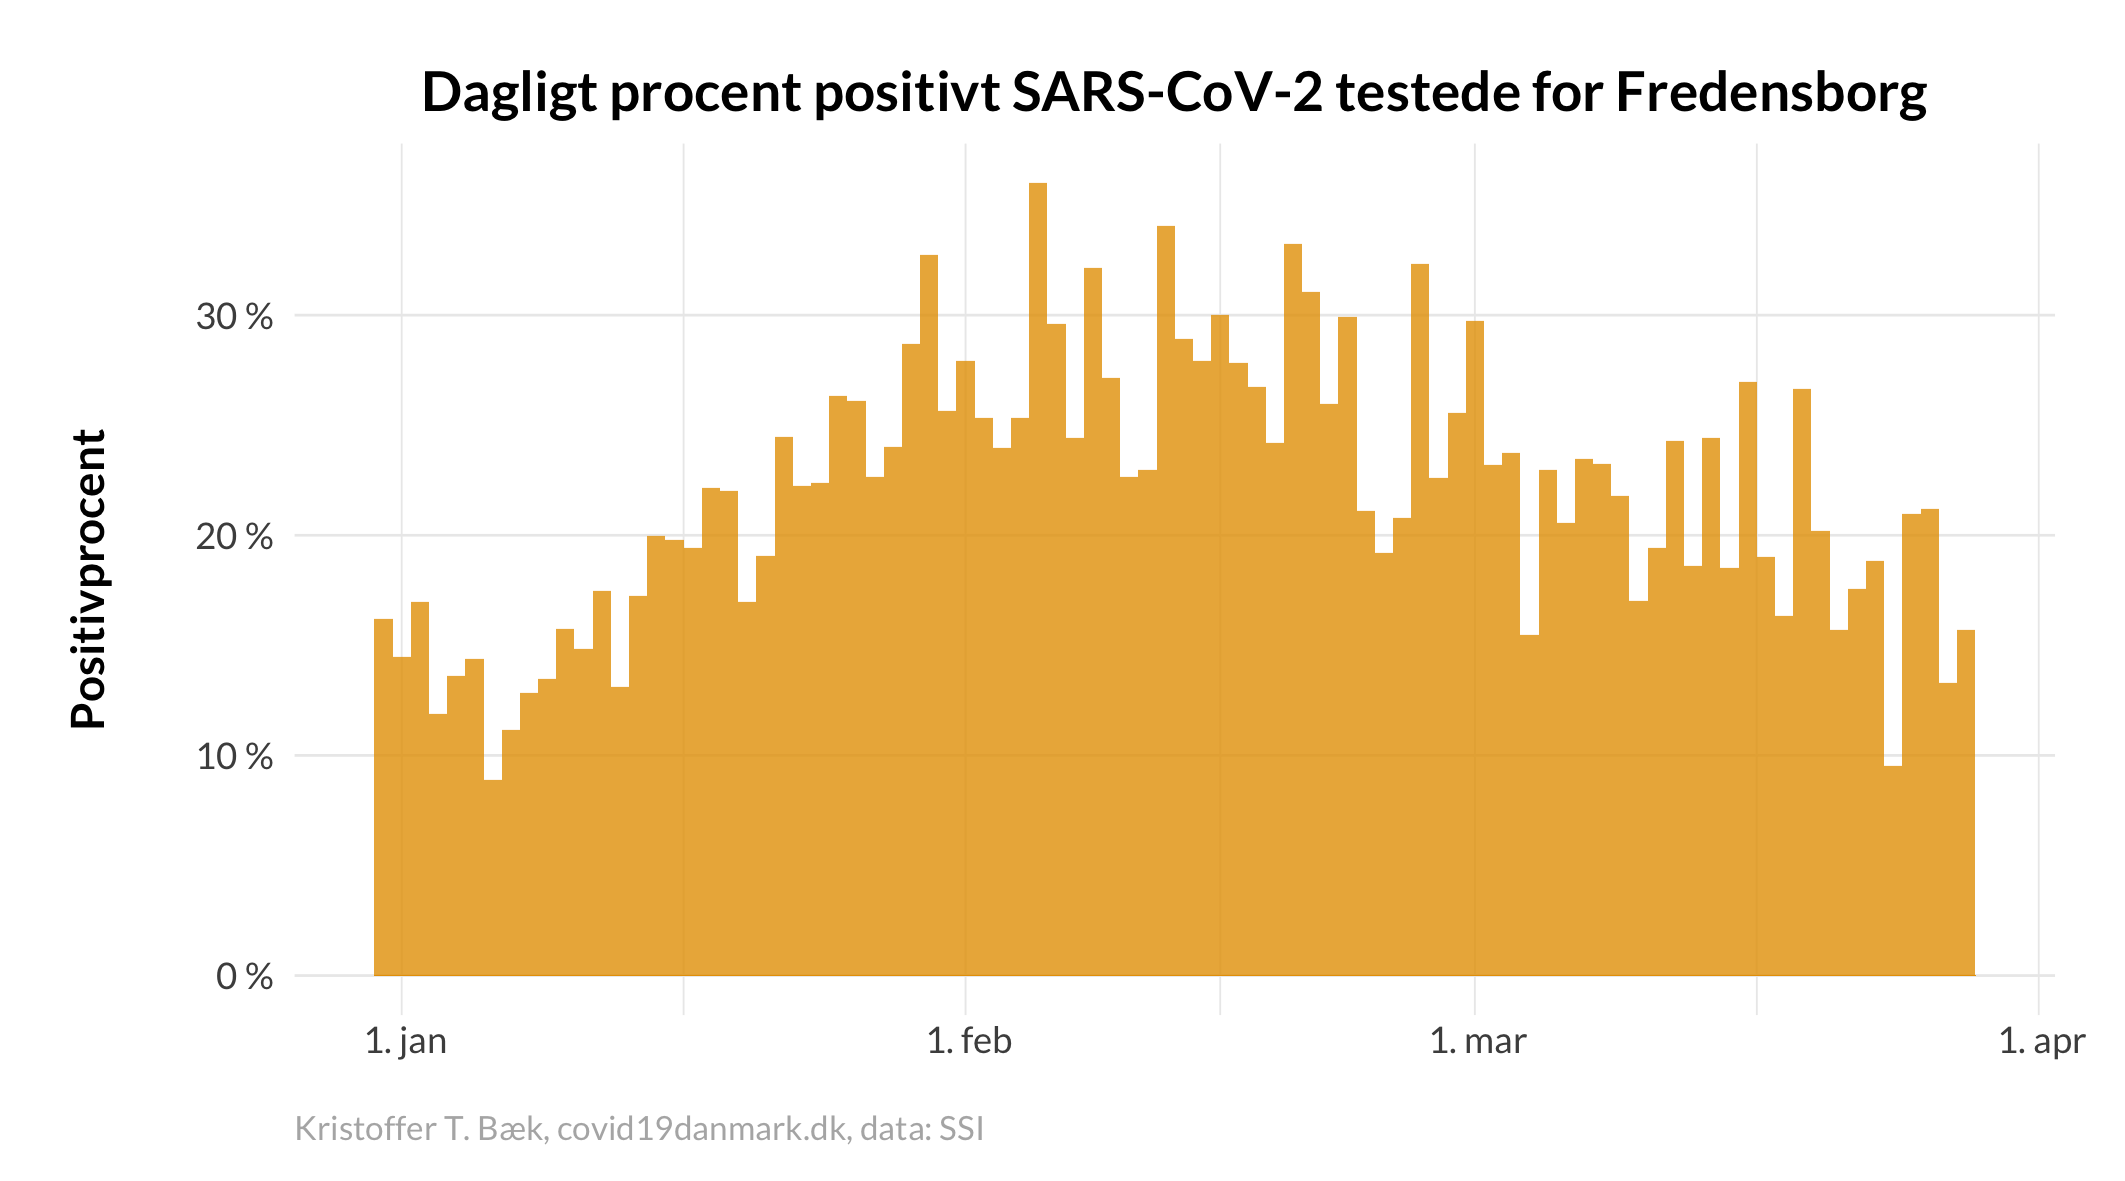 Dagligt procent positivt SARS-CoV-2 testede for Fredensborg
Positivprocent
30 %
20 %
10 %
0 %
1. jan
1. feb
1. mar
1. apr
Kristoffer T. Bæk, covid19danmark.dk, data: SSI